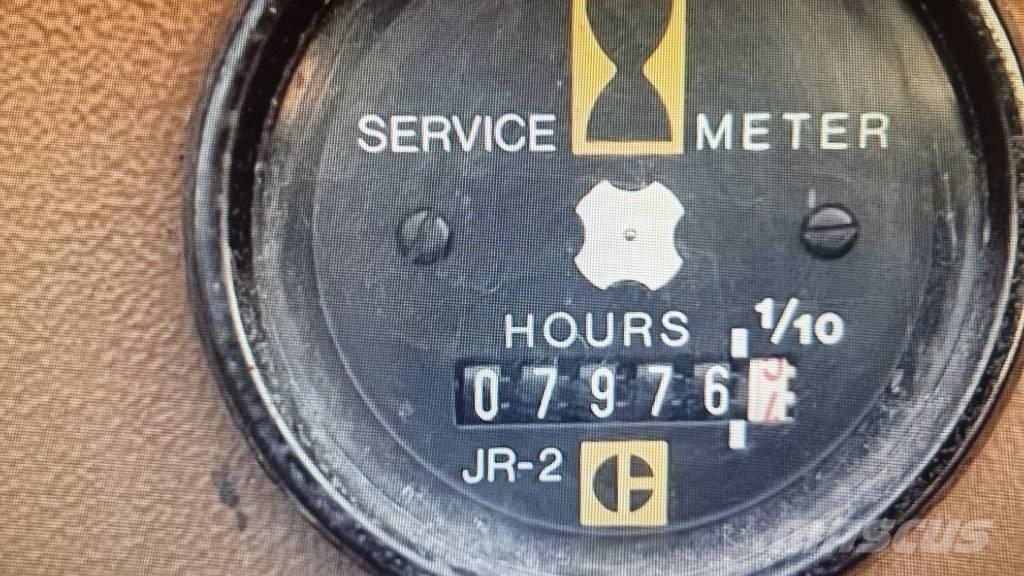 SERVICE METER
HOURS 1/10
07976
JR-2